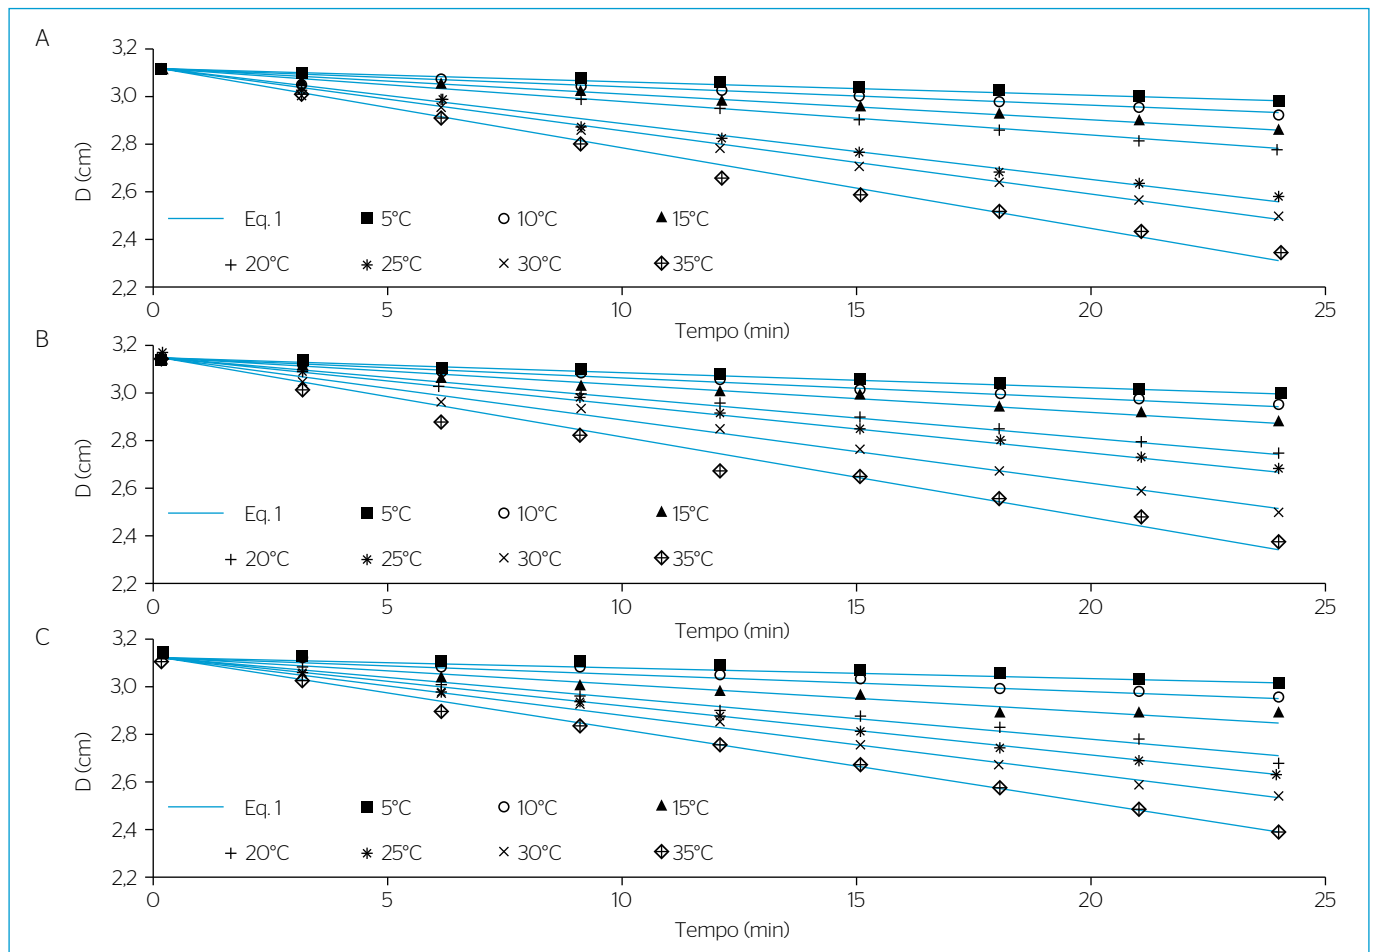 A
3,2
3,0
2,8
2,6
2,4
2,2
D (cm)
Eq. 1 5°C 10°C 15°C
20°C 25°C 30°C 35°C
0 5 10 15 20 25
Tempo (min)
B
3,2
3,0
2,8
2,6
2,4
2,2
D (cm)
Eq. 1 5°C 10°C 15°C
20°C 25°C 30°C 35°C
0 5 10 15 20 25
Tempo (min)
C
3,2
3,0
2,8
2,6
2,4
2,2
D (cm)
Eq. 1 5°C 10°C 15°C
20°C 25°C 30°C 35°C
0 5 10 15 20 25
Tempo (min)